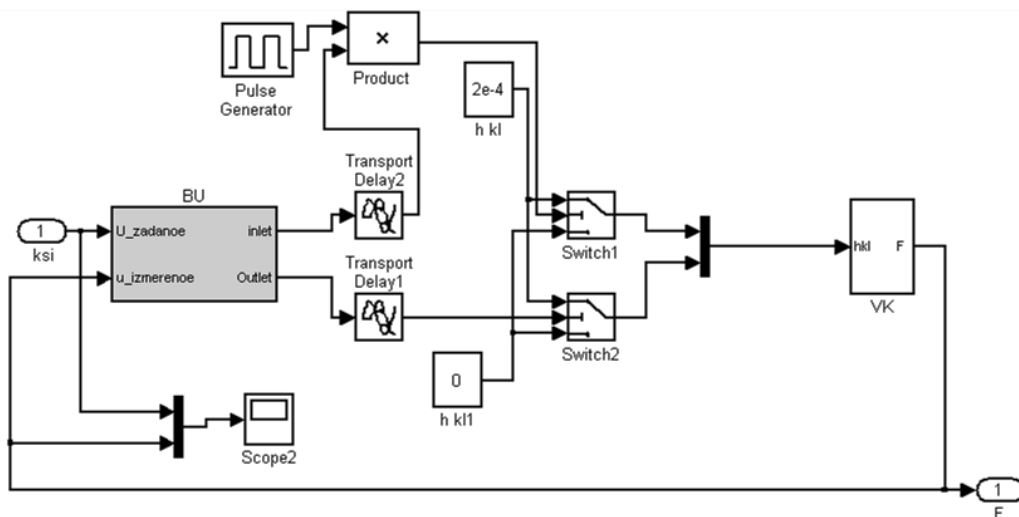 Product
Pulse
Generator
2e-4
h kl
Transport
Delay2
BU
1
ksi
U_zadanoe
inlet
u_izmerenoe
Outlet
Switch1
hkl
F
VK
Transport
Delay1
Switch2
0
h kl1
Scope2
1